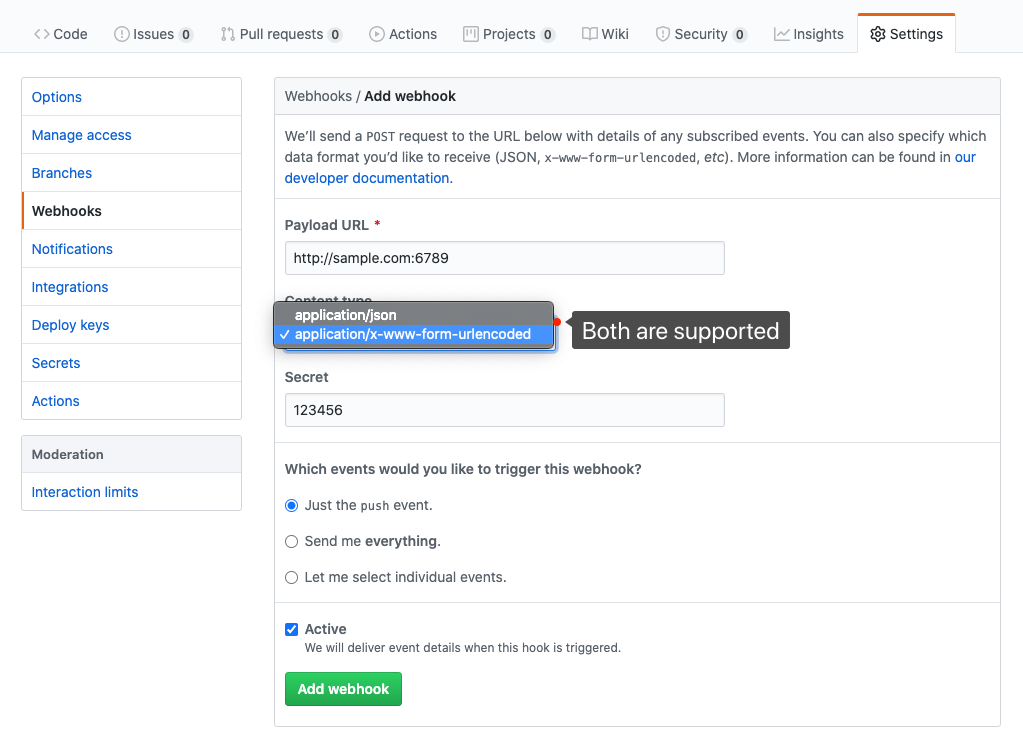 Code Issues 0 Pull requests 0 Actions Projects 0 Wiki Security 0 Insights Settings
Options
Manage access
Branches
Webhooks
Notifications
Integrations
Deploy keys
Secrets
Actions
Moderation
Interaction limits
Webhooks / Add webhook
We’ll send a POST request to the URL below with details of any subscribed events. You can also specify which
data format you’d like to receive (JSON, x-www-form-urlencoded, etc). More information can be found in our
developer documentation.
Payload URL *
http://sample.com:6789
Content type
application/json
✓ application/x-www-form-urlencoded
Both are supported
Secret
123456
Which events would you like to trigger this webhook?
Just the push event.
Send me everything.
Let me select individual events.
Active
We will deliver event details when this hook is triggered.
Add webhook